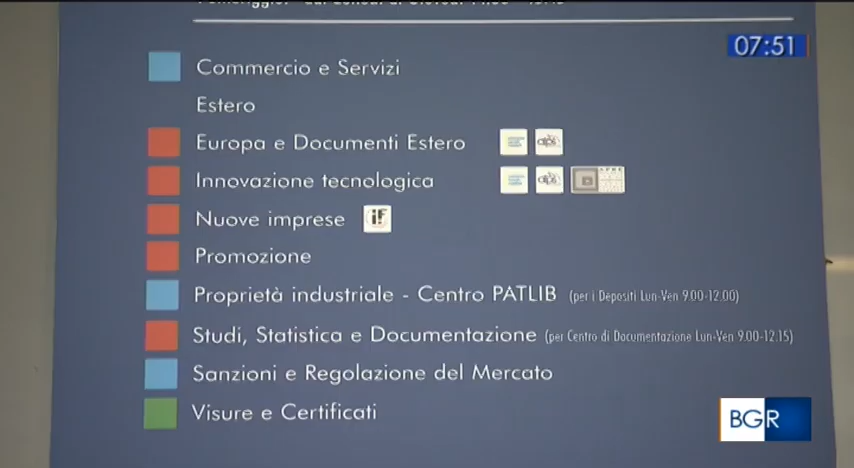 07:51
Commercio e Servizi
Estero
Europa e Documenti Estero
Innovazione tecnologica
Nuove imprese iF
Promozione
Proprietà industriale - Centro PATLIB (per i Depositi Lun-Ven 9.00-12.00)
Studi, Statistica e Documentazione (per Centro di Documentazione Lun-Ven 9.00-12.15)
Sanzioni e Regolazione del Mercato
Visure e Certificati
BGR